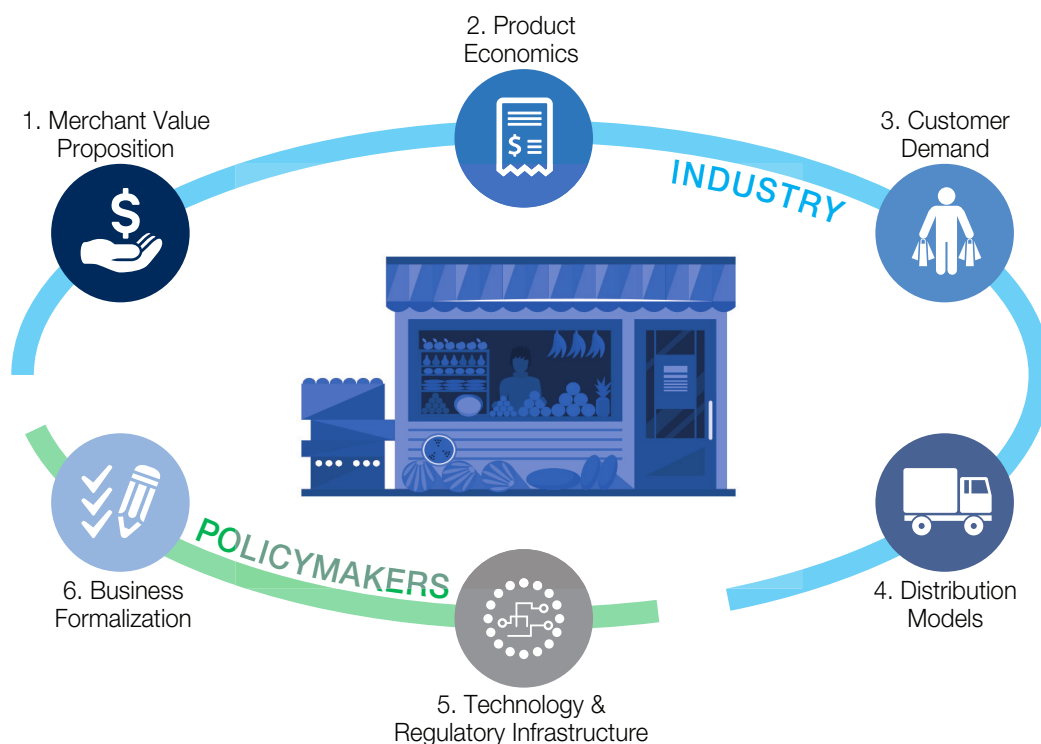 2. Product
Economics
1. Merchant Value
Proposition
3. Customer
Demand
INDUSTRY
$
$
POLICYMAKERS
6. Business
Formalization
4. Distribution
Models
5. Technology &
Regulatory Infrastructure